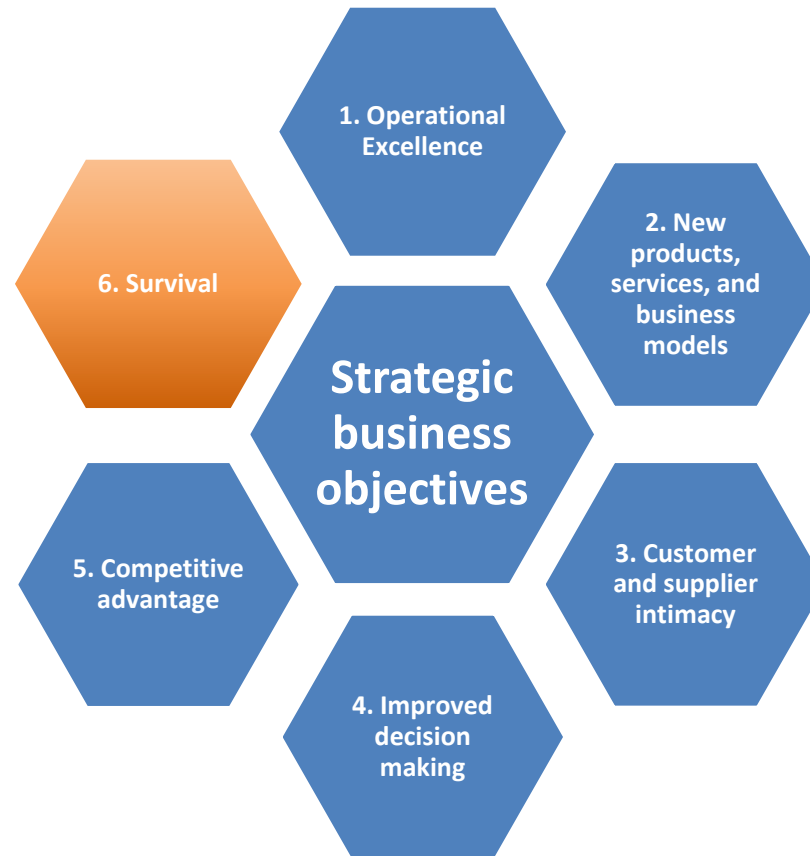 1. Operational
Excellence
2. New
products,
services, and
business
models
6. Survival
Strategic
business
objectives
5. Competitive
advantage
3. Customer
and supplier
intimacy
4. Improved
decision
making